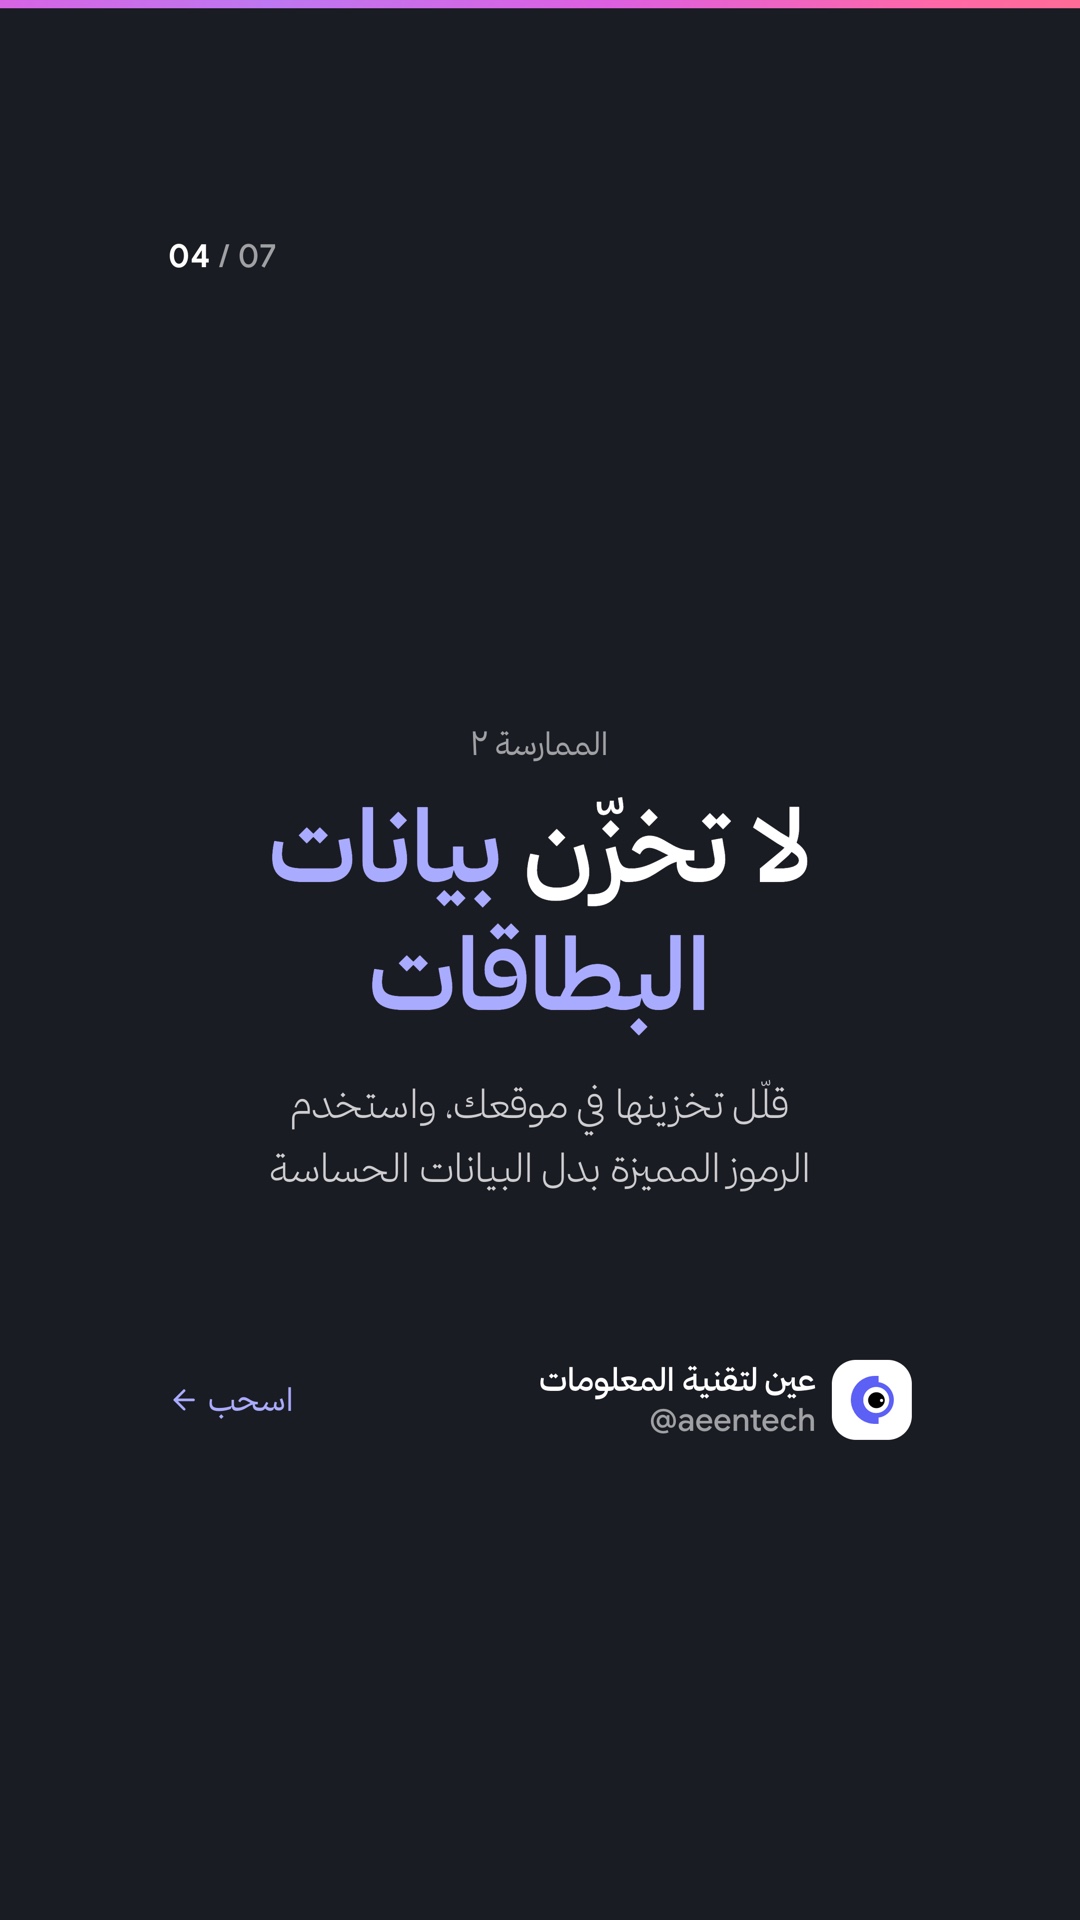 04 / 07
الممارسة ٢
لا تخزّن بيانات
البطاقات
قلّل تخزينها في موقعك، واستخدم
الرموز المميزة بدل البيانات الحساسة
عين لتقنية المعلومات
@aeentech
اسحب ←